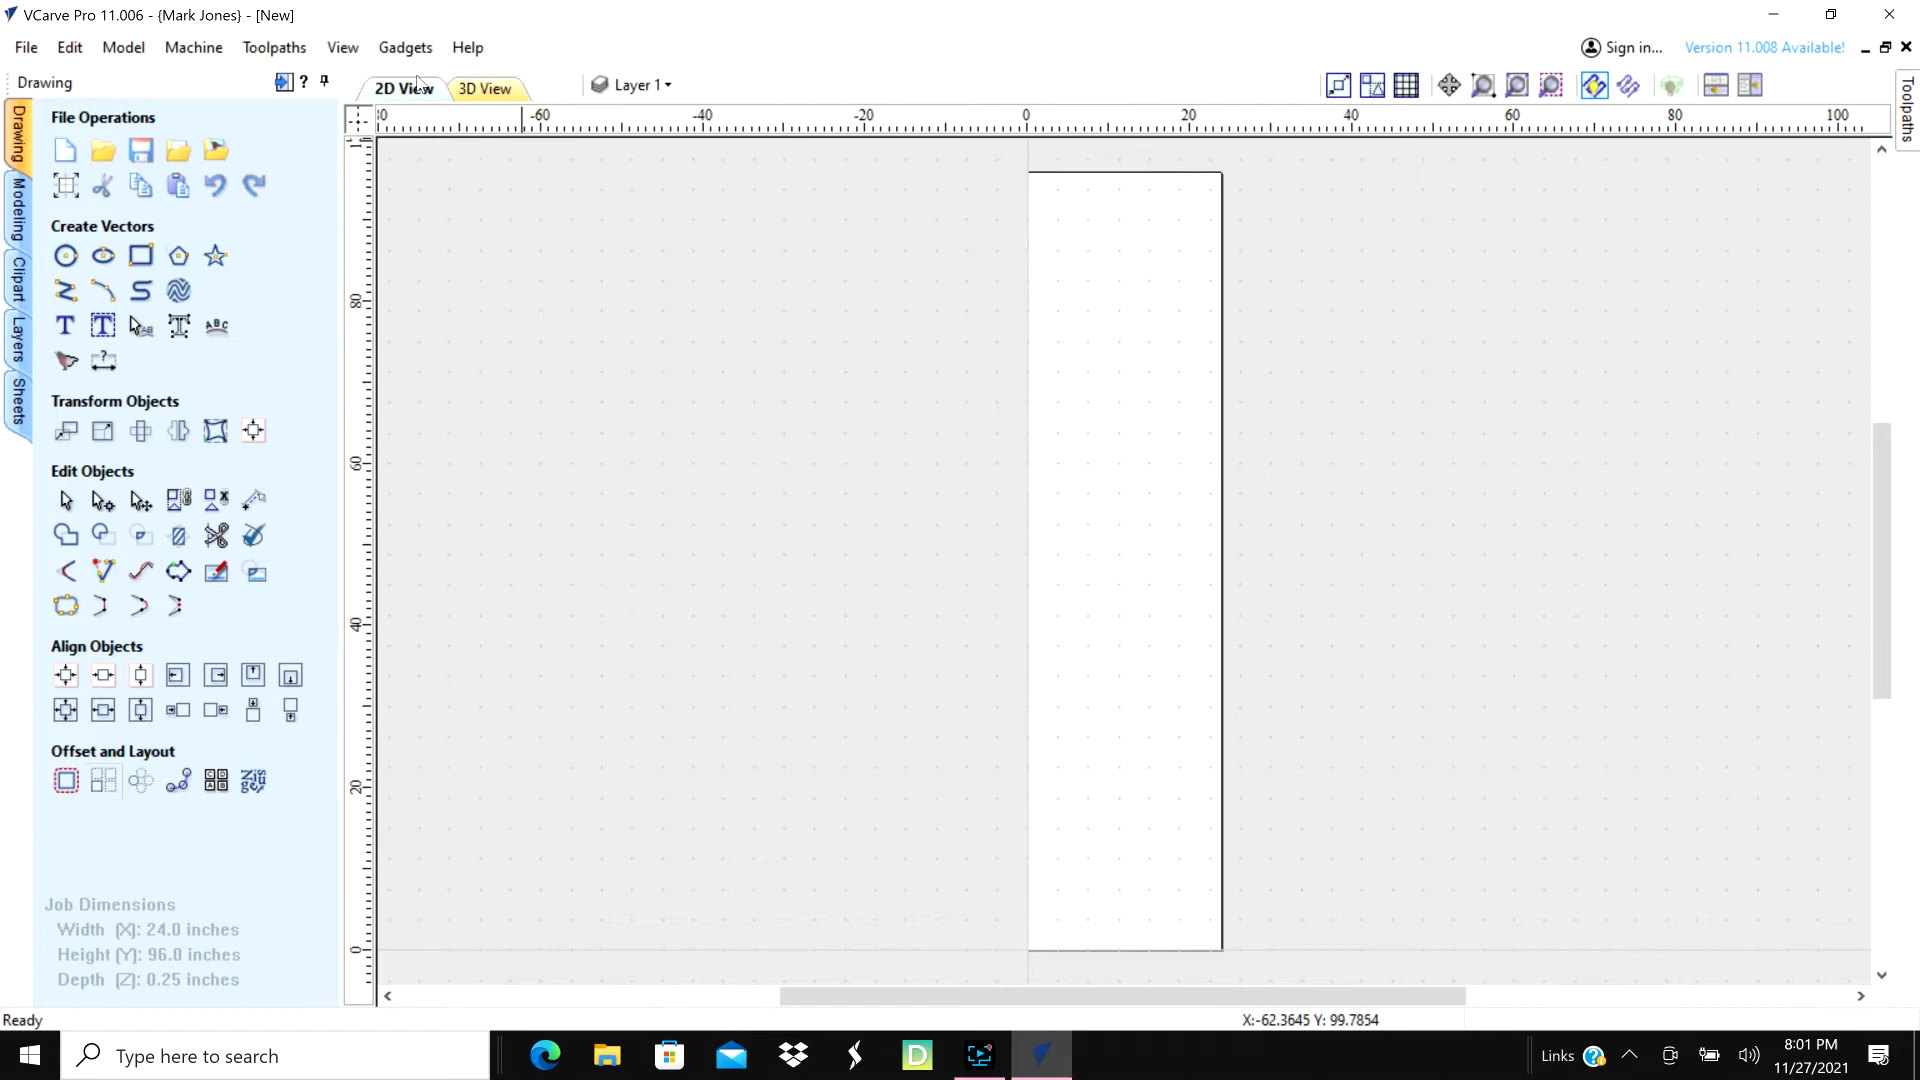 VCarve Pro 11.006 - {Mark Jones} - [New]
File Edit Model Machine Toolpaths View Gadgets Help
Sign in... Version 11.008 Available!
Drawing
?
2D View 3D View
Layer 1
Toolpaths
-60 -40 -20 0 20 40 60 80 100
Drawing
Modeling
Clipart
Layers
Sheets
File Operations
Create Vectors
Transform Objects
Edit Objects
Align Objects
Offset and Layout
80
60
40
20
0
Job Dimensions
Width (X): 24.0 inches
Height (Y): 96.0 inches
Depth (Z): 0.25 inches
Ready
X:-62.3645 Y: 99.7854
Type here to search
Links
8:01 PM
11/27/2021